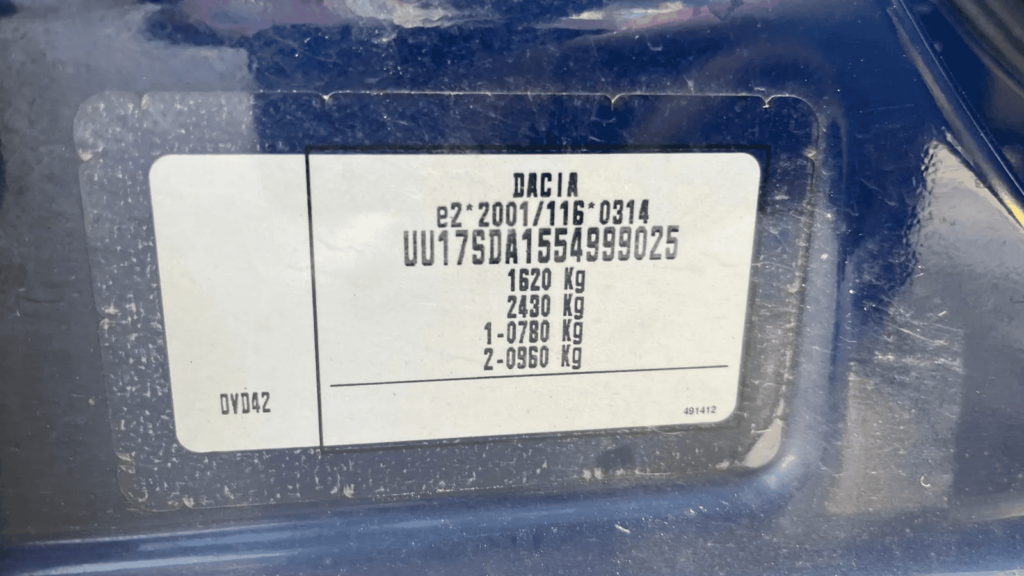 DACIA
e2*2001/116*0314
UU17SDA1554999025
1620 Kg
2430 Kg
1-0780 Kg
2-0960 Kg
DVD42
491412